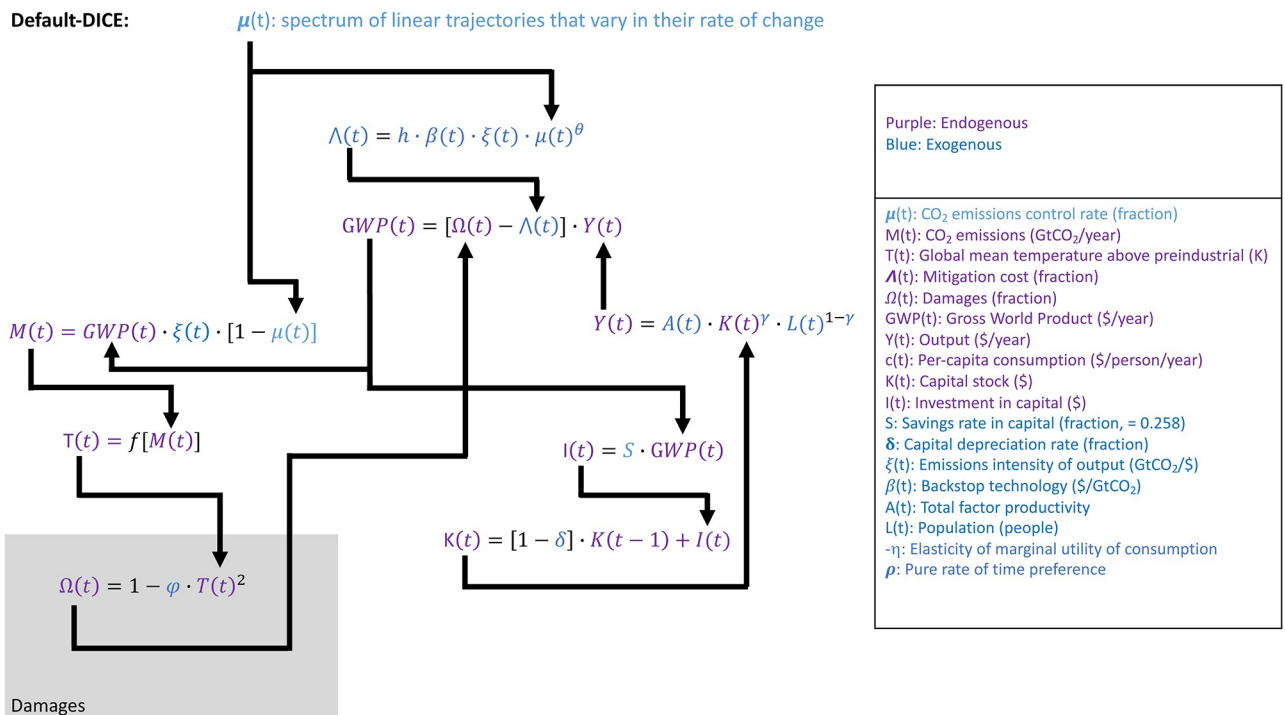 Default-DICE:
μ(t): spectrum of linear trajectories that vary in their rate of change
Λ(t) = h · β(t) · ξ(t) · μ(t)^θ
GWP(t) = [Ω(t) − Λ(t)] · Y(t)
M(t) = GWP(t) · ξ(t) · [1 − μ(t)]
Y(t) = A(t) · K(t)^γ · L(t)^1−γ
T(t) = f[M(t)]
I(t) = S · GWP(t)
K(t) = [1 − δ] · K(t − 1) + I(t)
Ω(t) = 1 − φ · T(t)²
Damages
Purple: Endogenous
Blue: Exogenous
μ(t): CO₂ emissions control rate (fraction)
M(t): CO₂ emissions (GtCO₂/year)
T(t): Global mean temperature above preindustrial (K)
Λ(t): Mitigation cost (fraction)
Ω(t): Damages (fraction)
GWP(t): Gross World Product ($/year)
Y(t): Output ($/year)
c(t): Per-capita consumption ($/person/year)
K(t): Capital stock ($)
I(t): Investment in capital ($)
S: Savings rate in capital (fraction, = 0.258)
δ: Capital depreciation rate (fraction)
ξ(t): Emissions intensity of output (GtCO₂/$)
β(t): Backstop technology ($/GtCO₂)
A(t): Total factor productivity
L(t): Population (people)
-η: Elasticity of marginal utility of consumption
ρ: Pure rate of time preference